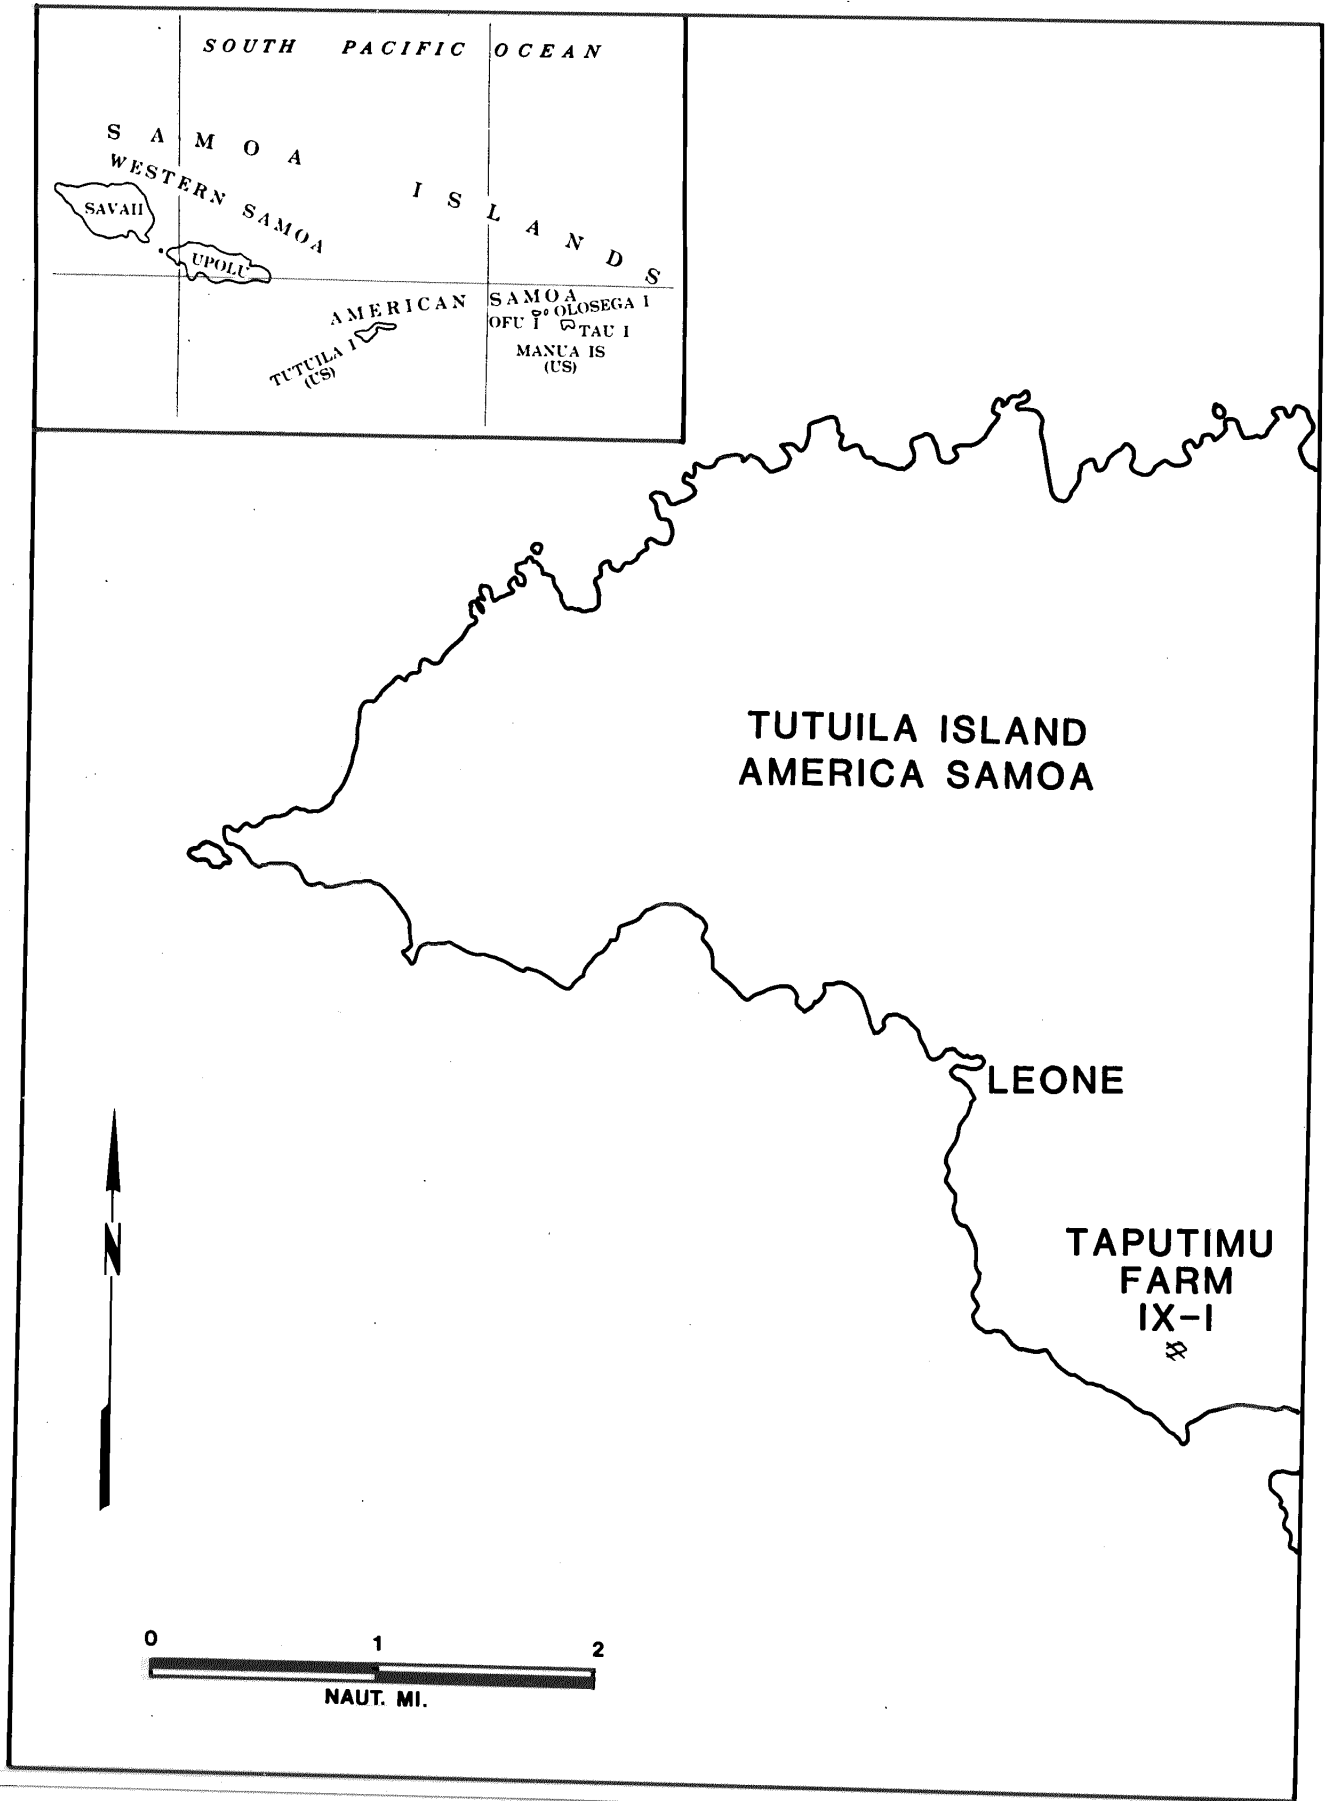 SOUTH PACIFIC OCEAN
SAMOA ISLANDS
WESTERN SAMOA
SAVAII
UPOLU
AMERICAN SAMOA
OLOSEGA I
OFU I
TAU I
TUTUILA I
(US)
MANUA IS
(US)
TUTUILA ISLAND
AMERICA SAMOA
LEONE
N
TAPUTIMU
FARM
IX-I
0 1 2
NAUT. MI.